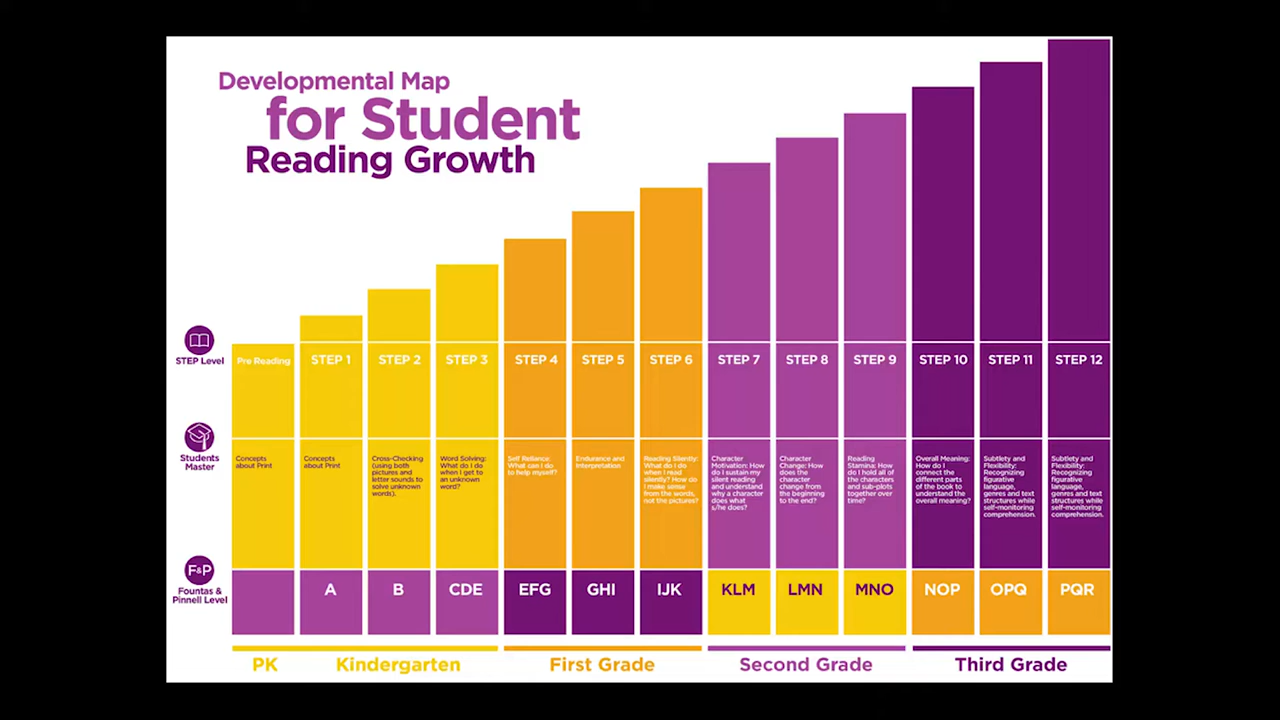 Developmental Map
for Student
Reading Growth
STEP Level
Pre Reading
STEP 1
STEP 2
STEP 3
STEP 4
STEP 5
STEP 6
STEP 7
STEP 8
STEP 9
STEP 10
STEP 11
STEP 12
Students
Master
Concepts
about Print
Concepts
about Print
Cross-Checking
(using both
pictures and
letter sounds to
solve unknown
words).
Word Solving:
What do I do
when I get to
an unknown
word?
Self Reliance:
What can I do
to help myself?
Endurance and
Interpretation
Reading Silently:
What do I do
when I read
silently? How do
I make sense
from the words,
not the pictures?
Character
Motivation: How
do I sustain my
silent reading
and understand
why a character
does what
s/he does?
Character
Change: How
does the
character
change from the
beginning
to the end?
Reading
Stamina: How
do I hold all of
the characters
and sub-plots
together over
time?
Overall Meaning:
How do I
connect the
different parts
of the book to
understand the
overall meaning?
Subtlety and
Flexibility:
Recognizing
figurative
language,
genres and text
structures while
self-monitoring
comprehension.
Subtlety and
Flexibility:
Recognizing
figurative
language,
genres and text
structures while
self-monitoring
comprehension.
F&P
Fountas &
Pinnell Level
A
B
CDE
EFG
GHI
IJK
KLM
LMN
MNO
NOP
OPQ
PQR
PK
Kindergarten
First Grade
Second Grade
Third Grade